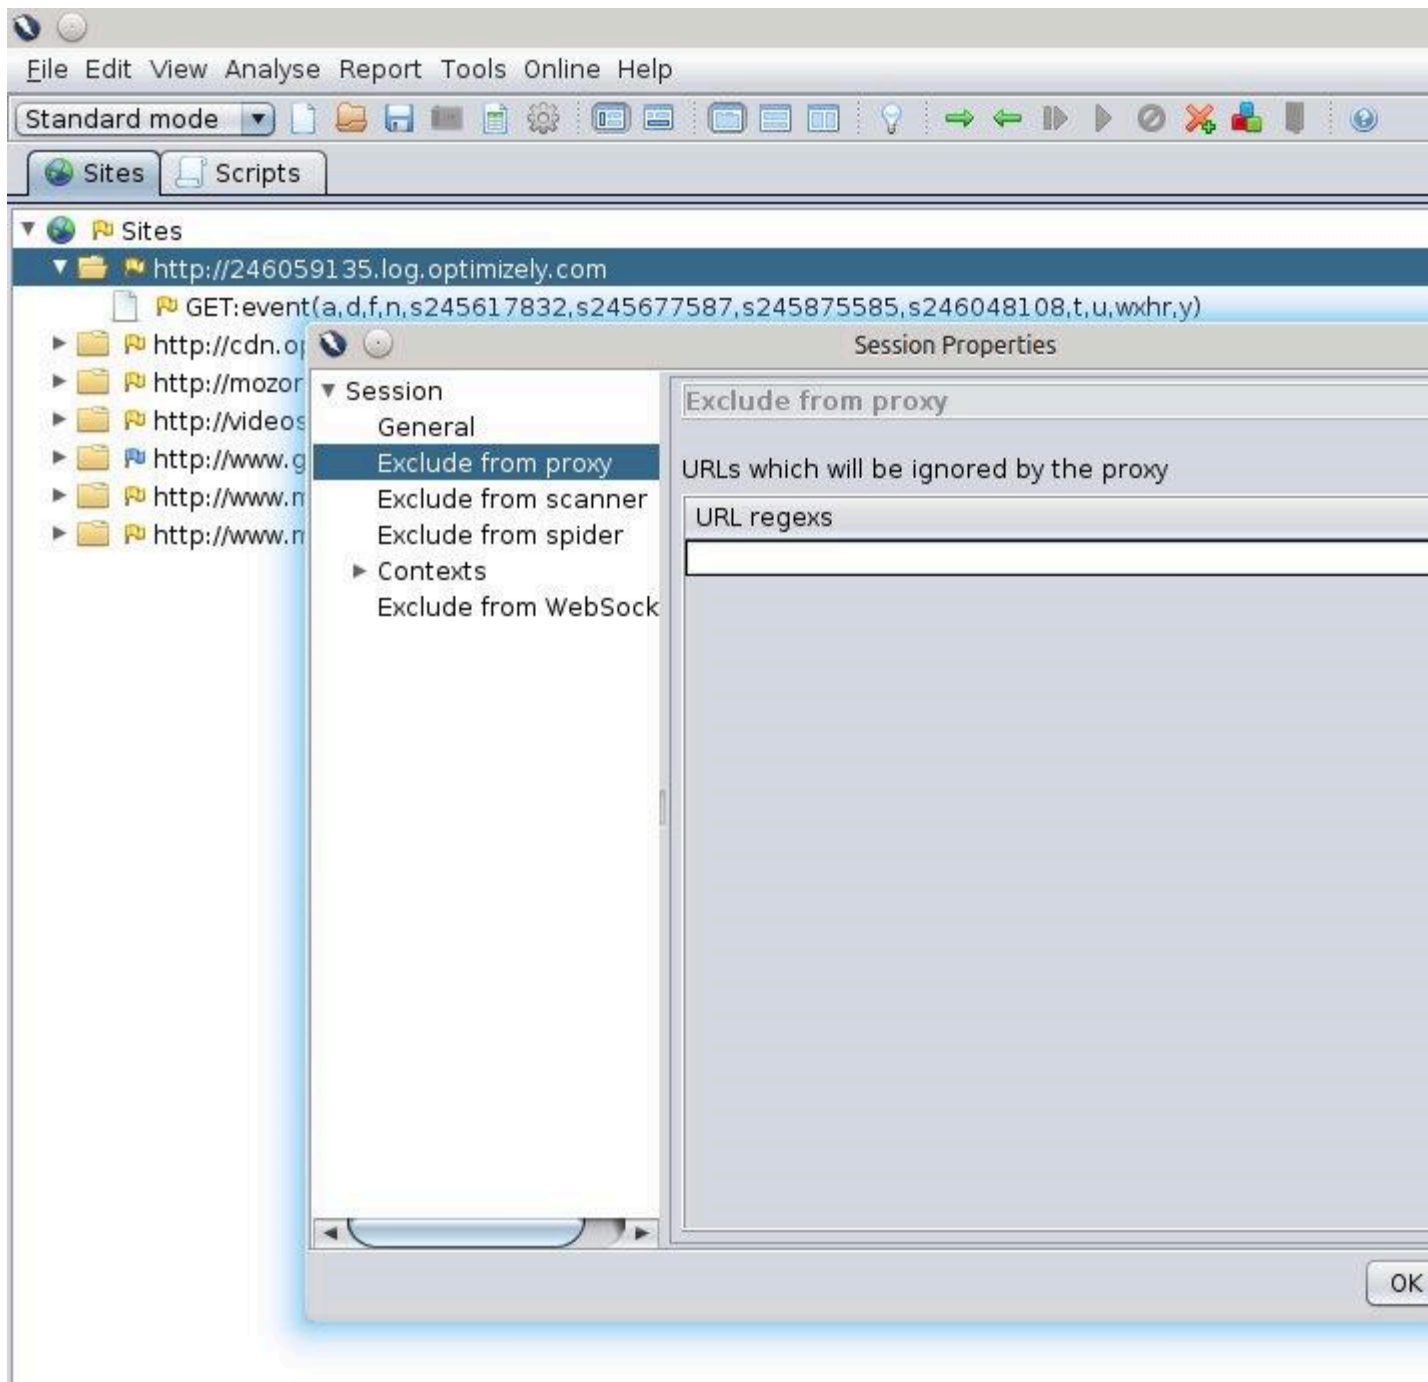 File Edit View Analyse Report Tools Online Help
Standard mode
Sites Scripts
Sites
http://246059135.log.optimizely.com
GET:event(a,d,f,n,s245617832,s245677587,s245875585,s246048108,t,u,wxhr,y)
http://cdn.op
http://mozor
http://videos
http://www.g
http://www.m
http://www.m
Session Properties
Session
General
Exclude from proxy
Exclude from scanner
Exclude from spider
Contexts
Exclude from WebSock
Exclude from proxy
URLs which will be ignored by the proxy
URL regexs
OK